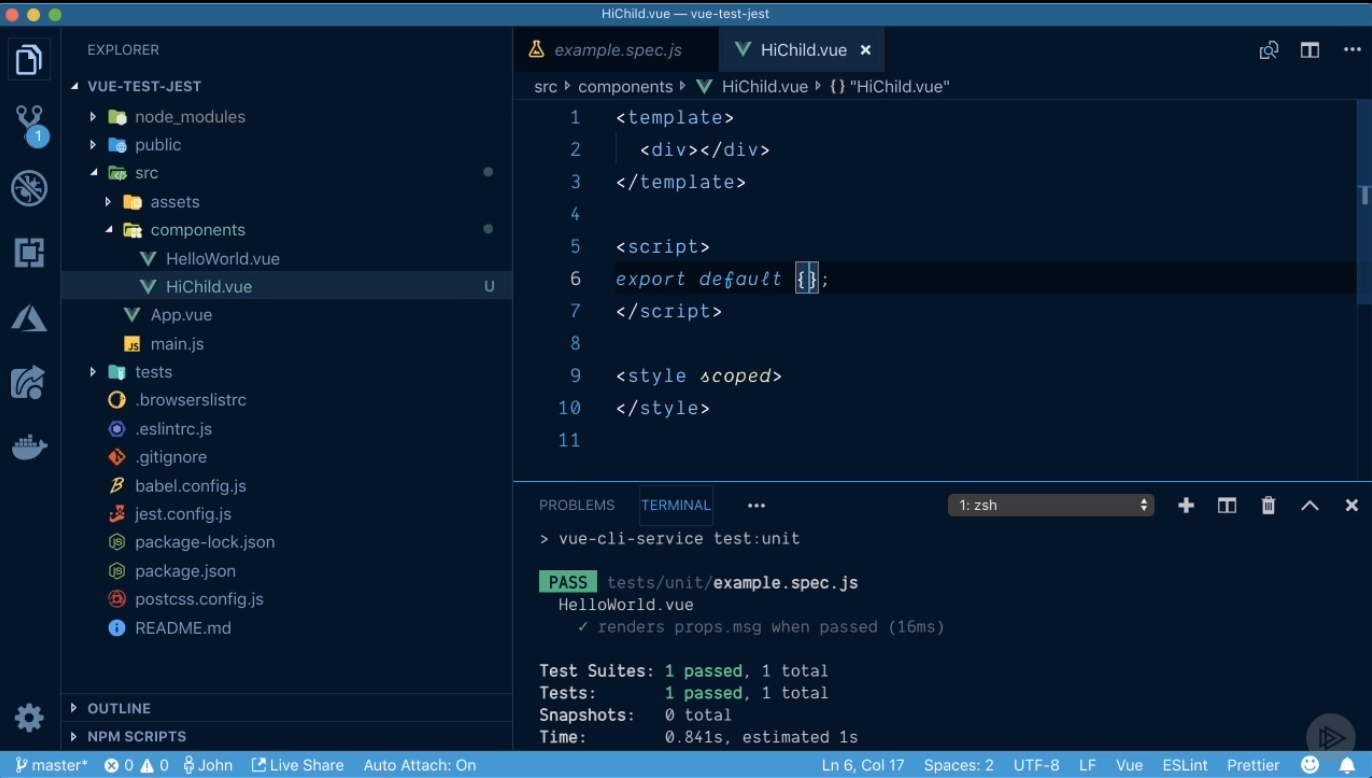 HiChild.vue — vue-test-jest
EXPLORER
VUE-TEST-JEST
node_modules
public
src
assets
components
HelloWorld.vue
HiChild.vue U
App.vue
main.js
tests
.browserslistrc
.eslintrc.js
.gitignore
babel.config.js
jest.config.js
package-lock.json
package.json
postcss.config.js
README.md
OUTLINE
NPM SCRIPTS
1
example.spec.js HiChild.vue ×
src components HiChild.vue {} "HiChild.vue"
1 <template>
2 <div></div>
3 </template>
4
5 <script>
6 export default {};
7 </script>
8
9 <style scoped>
10 </style>
11
PROBLEMS TERMINAL ••• 1: zsh
> vue-cli-service test:unit
PASS tests/unit/example.spec.js
HelloWorld.vue
✓ renders props.msg when passed (16ms)
Test Suites: 1 passed, 1 total
Tests: 1 passed, 1 total
Snapshots: 0 total
Time: 0.841s, estimated 1s
master* 0 0 John Live Share Auto Attach: On Ln 6, Col 17 Spaces: 2 UTF-8 LF Vue ESLint Prettier